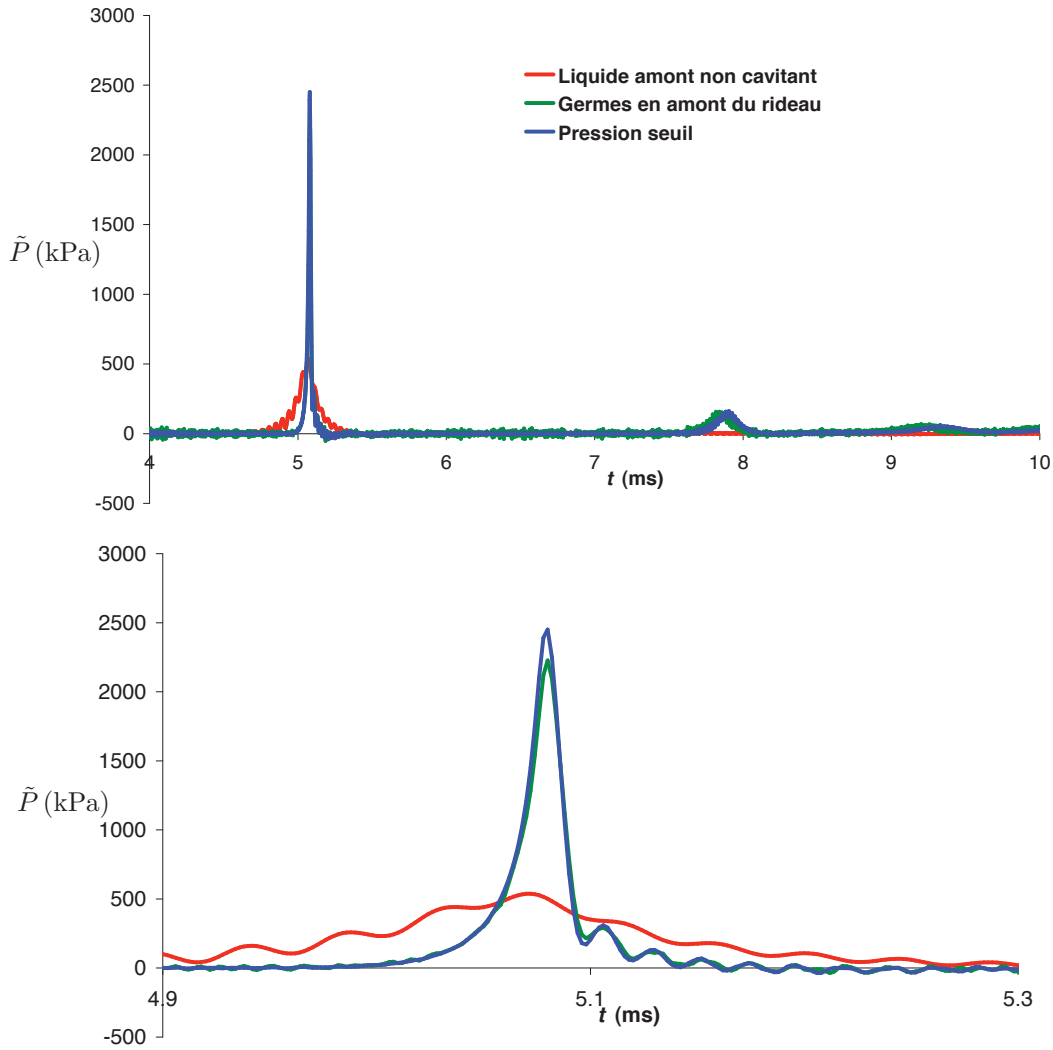 3000
2500
2000
1500
1000
500
0
-500
P̃ (kPa)
Liquide amont non cavitant
Germes en amont du rideau
Pression seuil
4 5 6 7 8 9 10
t (ms)
3000
2500
2000
1500
1000
500
0
-500
P̃ (kPa)
4.9 5.1 5.3
t (ms)